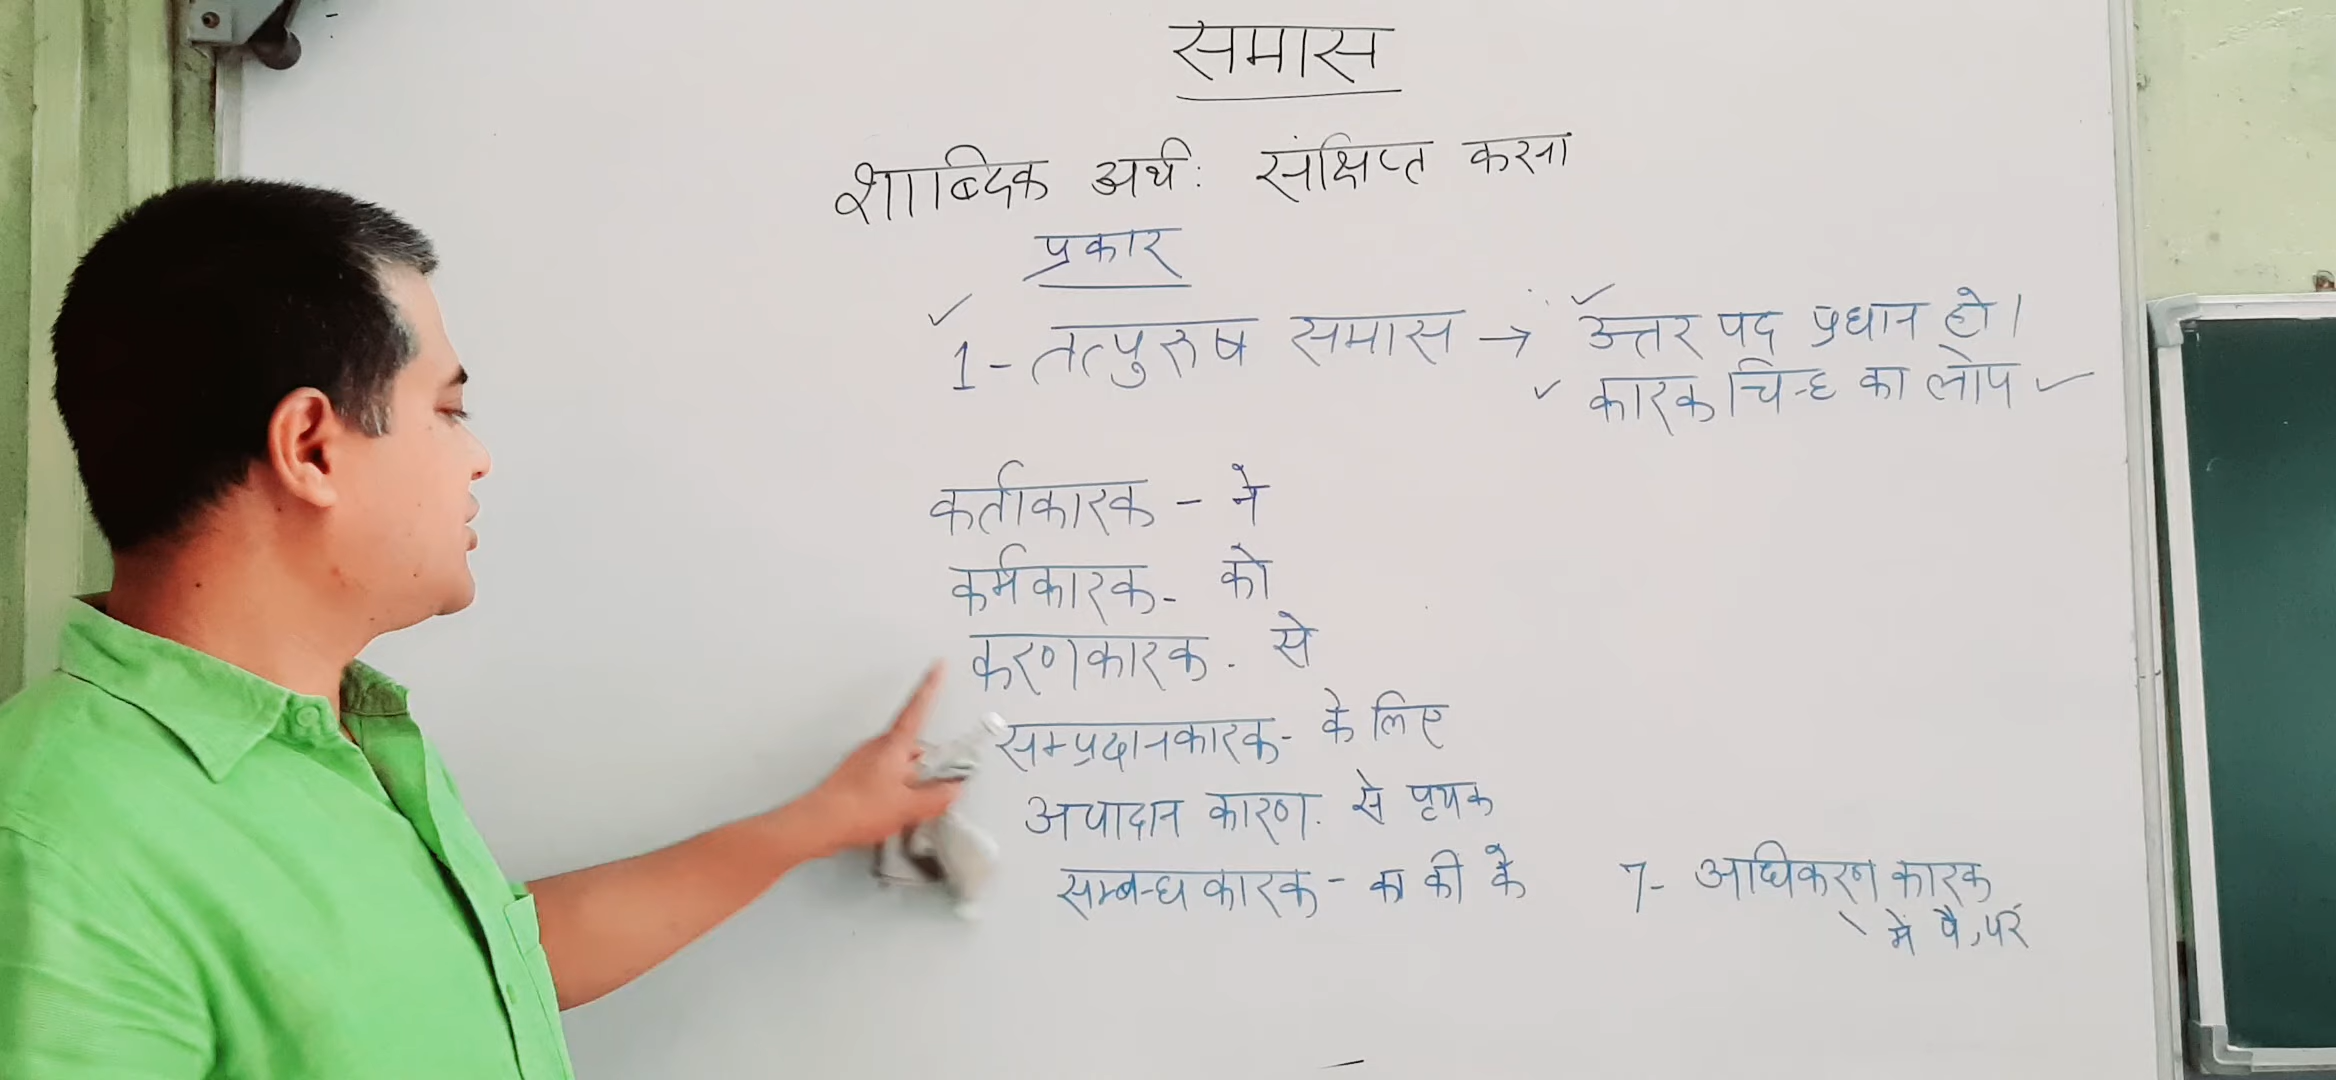 समास
शाब्दिक अर्थ: संक्षिप्त करना
प्रकार
1- तत्पुरुष समास → उत्तर पद प्रधान हो।
कारक चिन्ह का लोप
कर्ताकारक - ने
कर्मकारक - को
करणकारक - से
सम्प्रदानकारक - के लिए
अपादान कारण. से पृथक
सम्बन्ध कारक - का की के
7- अधिकरण कारक
में पै, पर